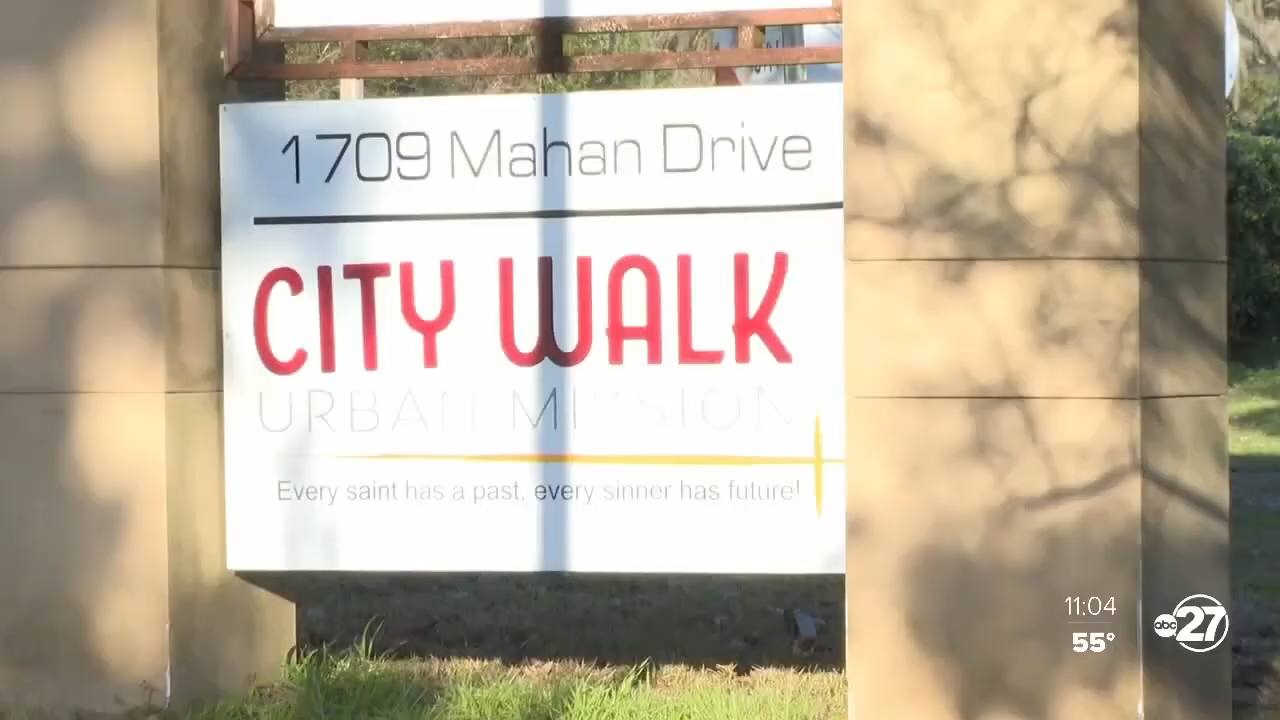 1709 Mahan Drive
CITY WALK
URBAN MISSION
Every saint has a past, every sinner has future!
11:04
55°
abc 27